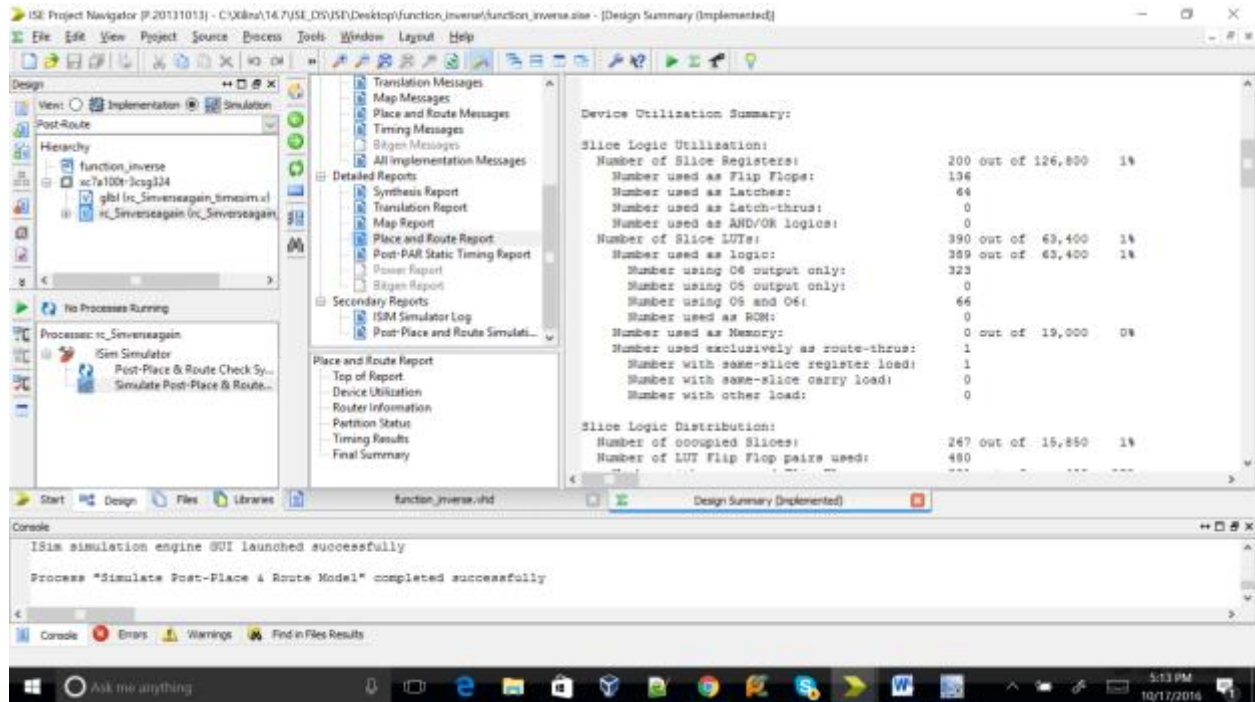 ISE Project Navigator (P.20131013) - C:\Xilinx\14.7\ISE_DS\ISE\Desktop\function_inverse\function_inverse.xise - [Design Summary (Implemented)]
File Edit View Project Source Process Tools Window Layout Help
Design
View: Implementation Simulation
Post-Route
Hierarchy
function_inverse
xc7a100t-3csg324
glbl (rc_5inverseagain_timesim.v)
rc_5inverseagain (rc_5inverseagain,
No Processes Running
Processes: rc_5inverseagain
ISim Simulator
Post-Place & Route Check Sy...
Simulate Post-Place & Route...
Start Design Files Libraries
Translation Messages
Map Messages
Place and Route Messages
Timing Messages
Bitgen Messages
All Implementation Messages
Detailed Reports
Synthesis Report
Translation Report
Map Report
Place and Route Report
Post-PAR Static Timing Report
Power Report
Bitgen Report
Secondary Reports
ISIM Simulator Log
Post-Place and Route Simulati...
Place and Route Report
Top of Report
Device Utilization
Router Information
Partition Status
Timing Results
Final Summary
Device Utilization Summary:
Slice Logic Utilization:
Number of Slice Registers: 200 out of 126,800 1%
Number used as Flip Flops: 136
Number used as Latches: 64
Number used as Latch-thrus: 0
Number used as AND/OR logics: 0
Number of Slice LUTs: 390 out of 63,400 1%
Number used as logic: 389 out of 63,400 1%
Number using O6 output only: 323
Number using O5 output only: 0
Number using O5 and O6: 66
Number used as ROM: 0
Number used as Memory: 0 out of 19,000 0%
Number used exclusively as route-thrus: 1
Number with same-slice register load: 1
Number with same-slice carry load: 0
Number with other load: 0
Slice Logic Distribution:
Number of occupied Slices: 267 out of 15,850 1%
Number of LUT Flip Flop pairs used: 480
function_inverse.vhd Design Summary (Implemented)
Console
ISim simulation engine GUI launched successfully
Process "Simulate Post-Place & Route Model" completed successfully
Console Errors Warnings Find in Files Results
Ask me anything
5:13 PM
10/17/2016